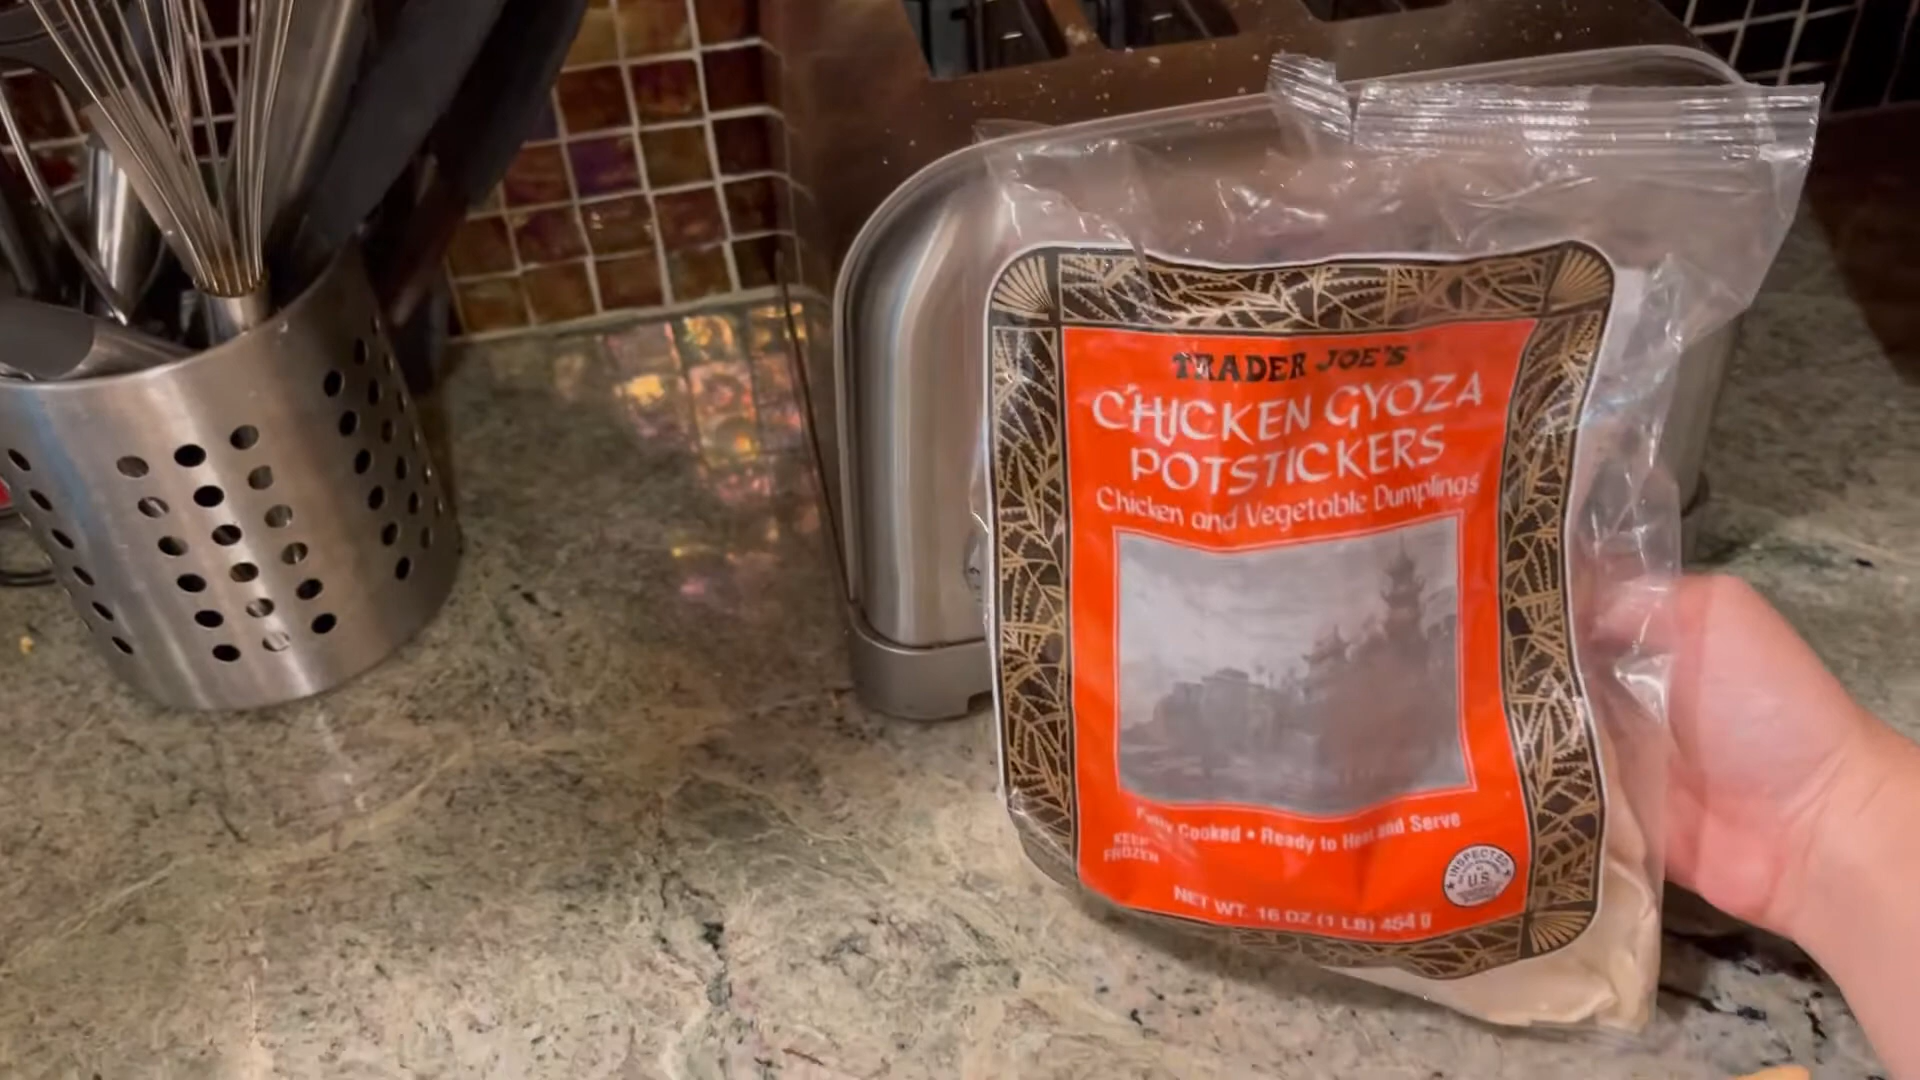 TRADER JOE'S
CHICKEN GYOZA
POTSTICKERS
Chicken and Vegetable Dumplings
Fully Cooked • Ready to Heat and Serve
KEEP
FROZEN
INSPECTED
U.S.
NET WT. 16 OZ (1 LB) 454 g